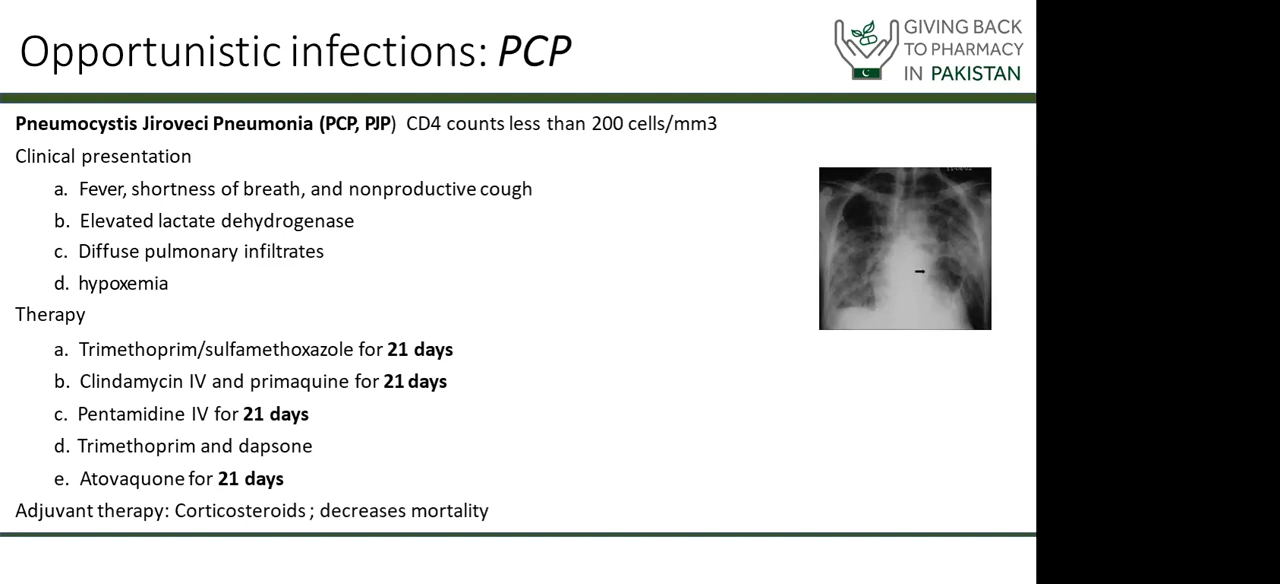 Opportunistic infections: PCP
GIVING BACK
TO PHARMACY
IN PAKISTAN
Pneumocystis Jiroveci Pneumonia (PCP, PJP) CD4 counts less than 200 cells/mm3
Clinical presentation
a. Fever, shortness of breath, and nonproductive cough
b. Elevated lactate dehydrogenase
c. Diffuse pulmonary infiltrates
d. hypoxemia
Therapy
a. Trimethoprim/sulfamethoxazole for 21 days
b. Clindamycin IV and primaquine for 21 days
c. Pentamidine IV for 21 days
d. Trimethoprim and dapsone
e. Atovaquone for 21 days
Adjuvant therapy: Corticosteroids ; decreases mortality